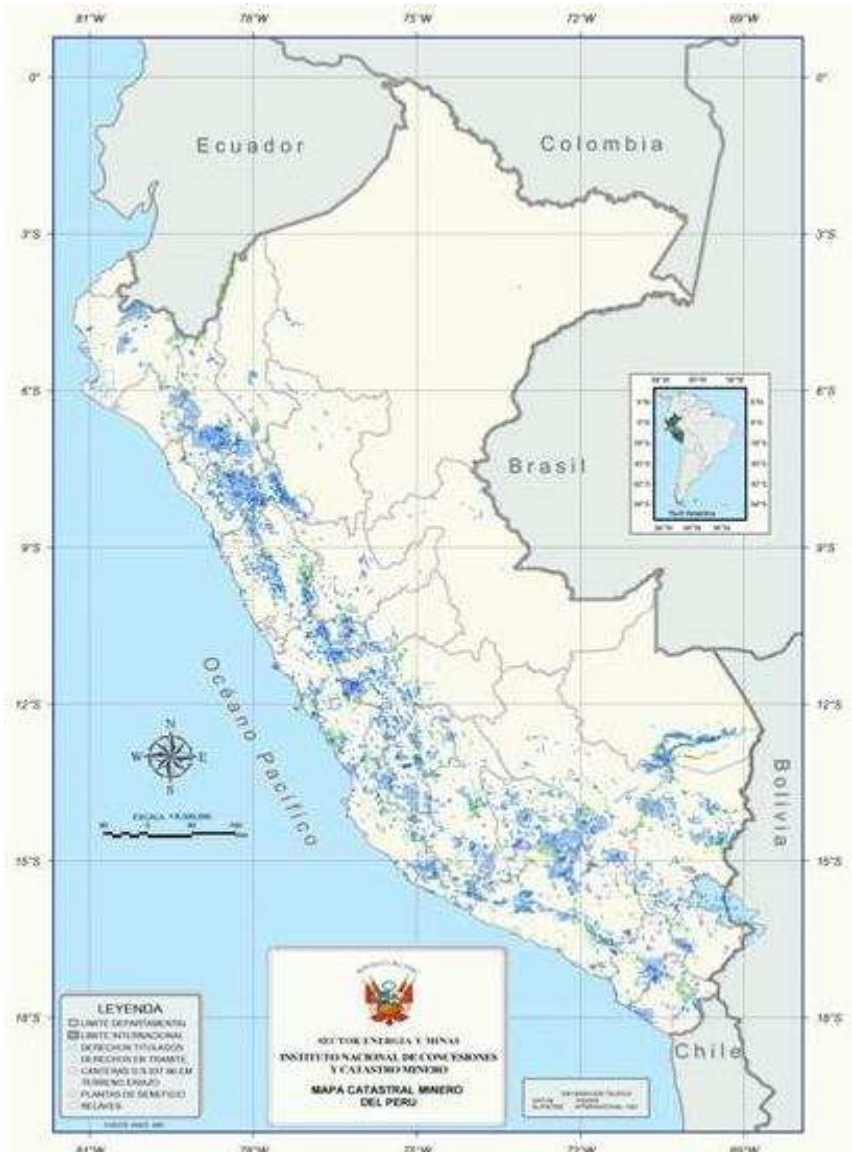 81°W 78°W 75°W 72°W 69°W
0° 0°
Ecuador
Colombia
3°S 3°S
6°S 6°S
Brasil
9°S 9°S
Océano Pacífico
12°S 12°S
N
W E
S
Bolivia
15°S 15°S
18°S 18°S
Chile
LEYENDA
LIMITE DEPARTAMENTAL
LIMITE INTERNACIONAL
DERECHOS TITULADOS
DERECHOS EN TRAMITE
TERRENO ERIAZO
PLANTAS DE BENEFICIO
RELAVES
SECTOR ENERGIA Y MINAS
INSTITUTO NACIONAL DE CONCESIONES
Y CATASTRO MINERO
MAPA CATASTRAL MINERO
DEL PERU
81°W 78°W 75°W 72°W 69°W